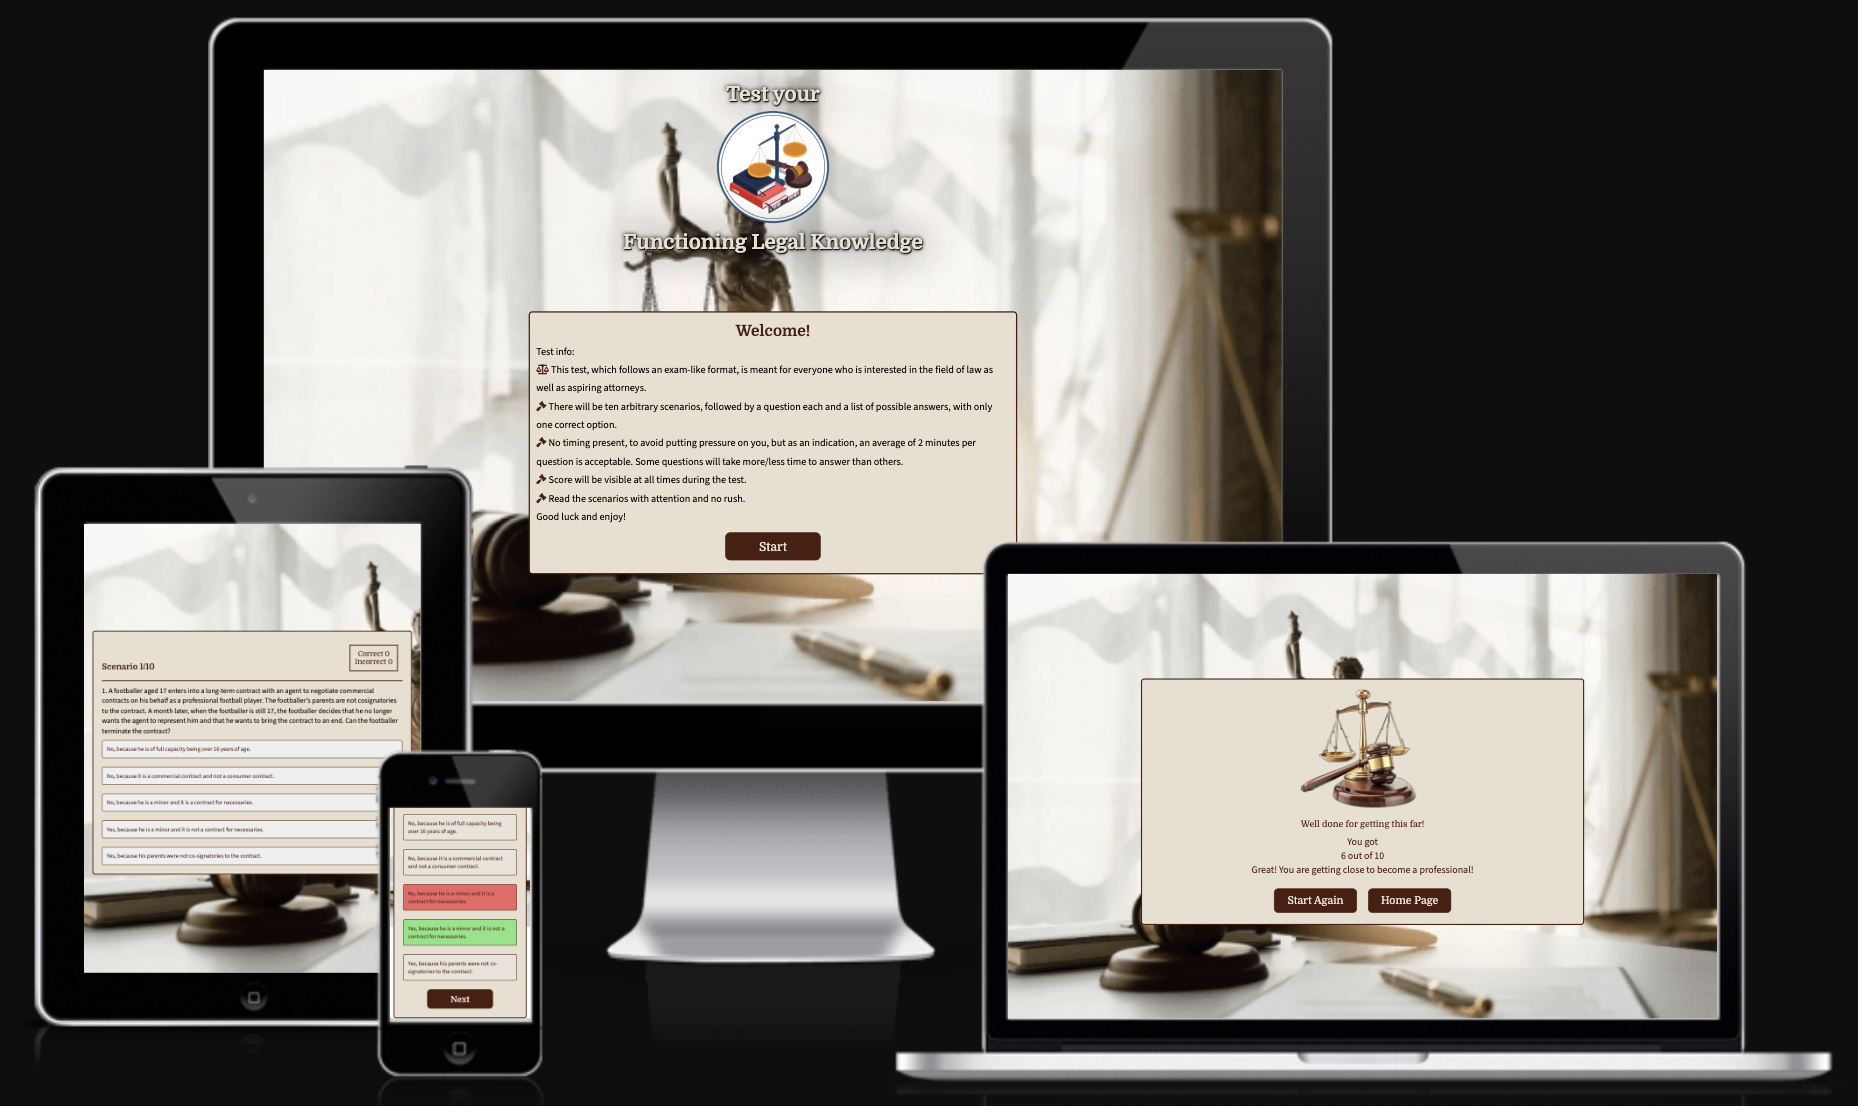 Test your
Functioning Legal Knowledge
Welcome!
Test info:
This test, which follows an exam-like format, is meant for everyone who is interested in the field of law as
well as aspiring attorneys.
There will be ten arbitrary scenarios, followed by a question each and a list of possible answers, with only
one correct option.
No timing present, to avoid putting pressure on you, but as an indication, an average of 2 minutes per
question is acceptable. Some questions will take more/less time to answer than others.
Score will be visible at all times during the test.
Read the scenarios with attention and no rush.
Good luck and enjoy!
Start
Correct 0
Incorrect 0
Scenario 1/10
1. A footballer aged 17 enters into a long-term contract with an agent to negotiate commercial
contracts on his behalf as a professional football player. The footballer's parents are not cosignatories
to the contract. A month later, when the footballer is still 17, the footballer decides that he no longer
wants the agent to represent him and that he wants to bring the contract to an end. Can the footballer
terminate the contract?
No, because he is of full capacity being over 16 years of age.
No, because it is a commercial contract and not a consumer contract.
No, because he is a minor and it is a contract for necessaries.
Yes, because he is a minor and it is not a contract for necessaries.
Yes, because his parents were not co-signatories to the contract.
No, because he is of full capacity being
over 16 years of age.
No, because it is a commercial contract
and not a consumer contract.
No, because he is a minor and it is a
contract for necessaries.
Yes, because he is a minor and it is not a
contract for necessaries.
Yes, because his parents were not co-
signatories to the contract.
Next
Well done for getting this far!
You got
6 out of 10
Great! You are getting close to become a professional!
Start Again
Home Page